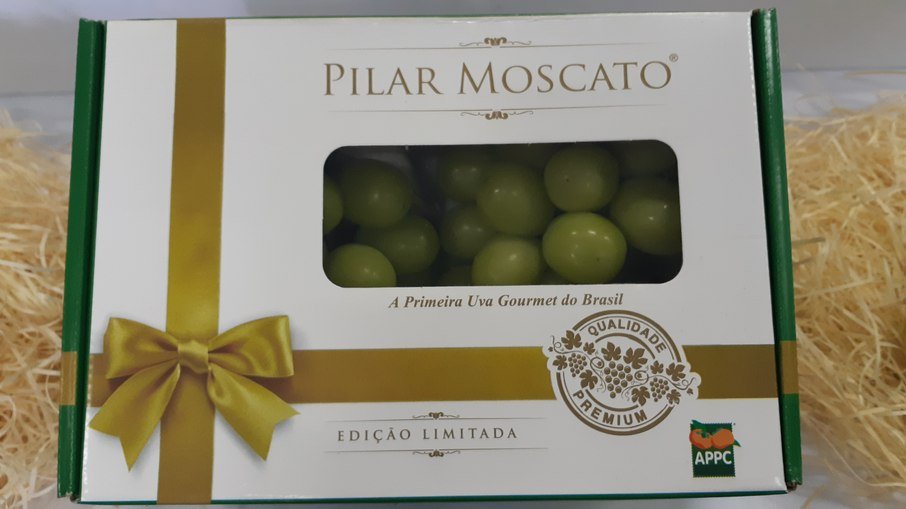 PILAR MOSCATO®
A Primeira Uva Gourmet do Brasil
QUALIDADE
PREMIUM
EDIÇÃO LIMITADA
APPC